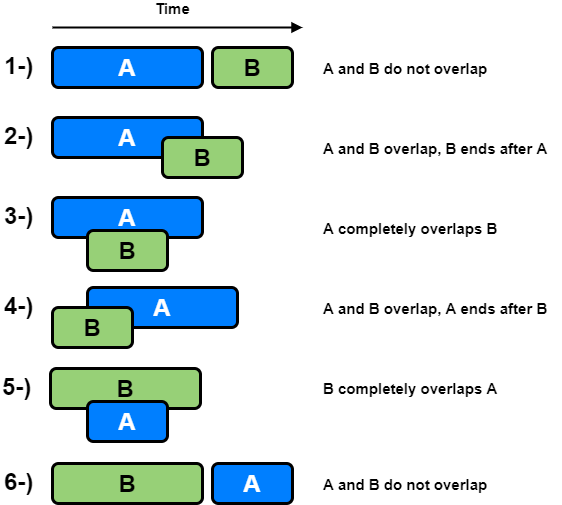 Time
1-) A B A and B do not overlap
2-) A B A and B overlap, B ends after A
3-) A B A completely overlaps B
4-) A B A and B overlap, A ends after B
5-) B A B completely overlaps A
6-) B A A and B do not overlap